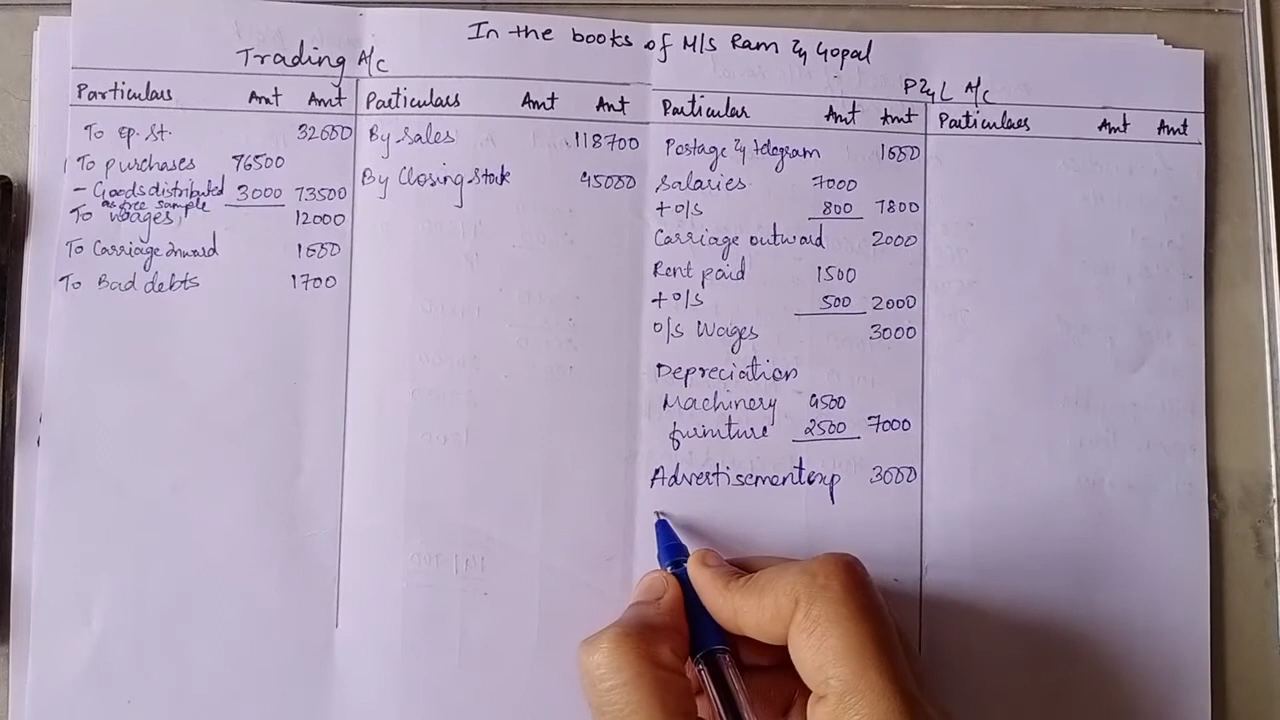 In the books of M/S Ram & Gopal
Trading A/c
Particulars Amt Amt Particulars Amt Amt
To op. St. 32000 By Sales 118700
To purchases 76500 By Closing Stock 45000
- Goods distributed as free sample 3000 73500
To wages 12000
To Carriage inward 1600
To Bad debts 1700
P & L A/c
Particular Amt Amt Particulars Amt Amt
Postage & telegram 1600
Salaries 7000
+ o/s 800 7800
Carriage outward 2000
Rent paid 1500
+ o/s 500 2000
o/s Wages 3000
Depreciation
Machinery 4500
furniture 2500 7000
Advertisement exp 3000